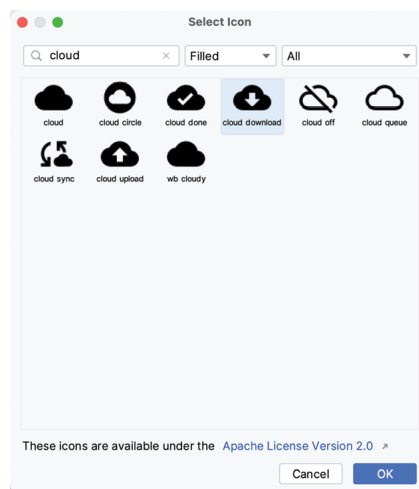 Select Icon
cloud
Filled
All
cloud
cloud circle
cloud done
cloud download
cloud off
cloud queue
cloud sync
cloud upload
wb cloudy
These icons are available under the Apache License Version 2.0
Cancel
OK